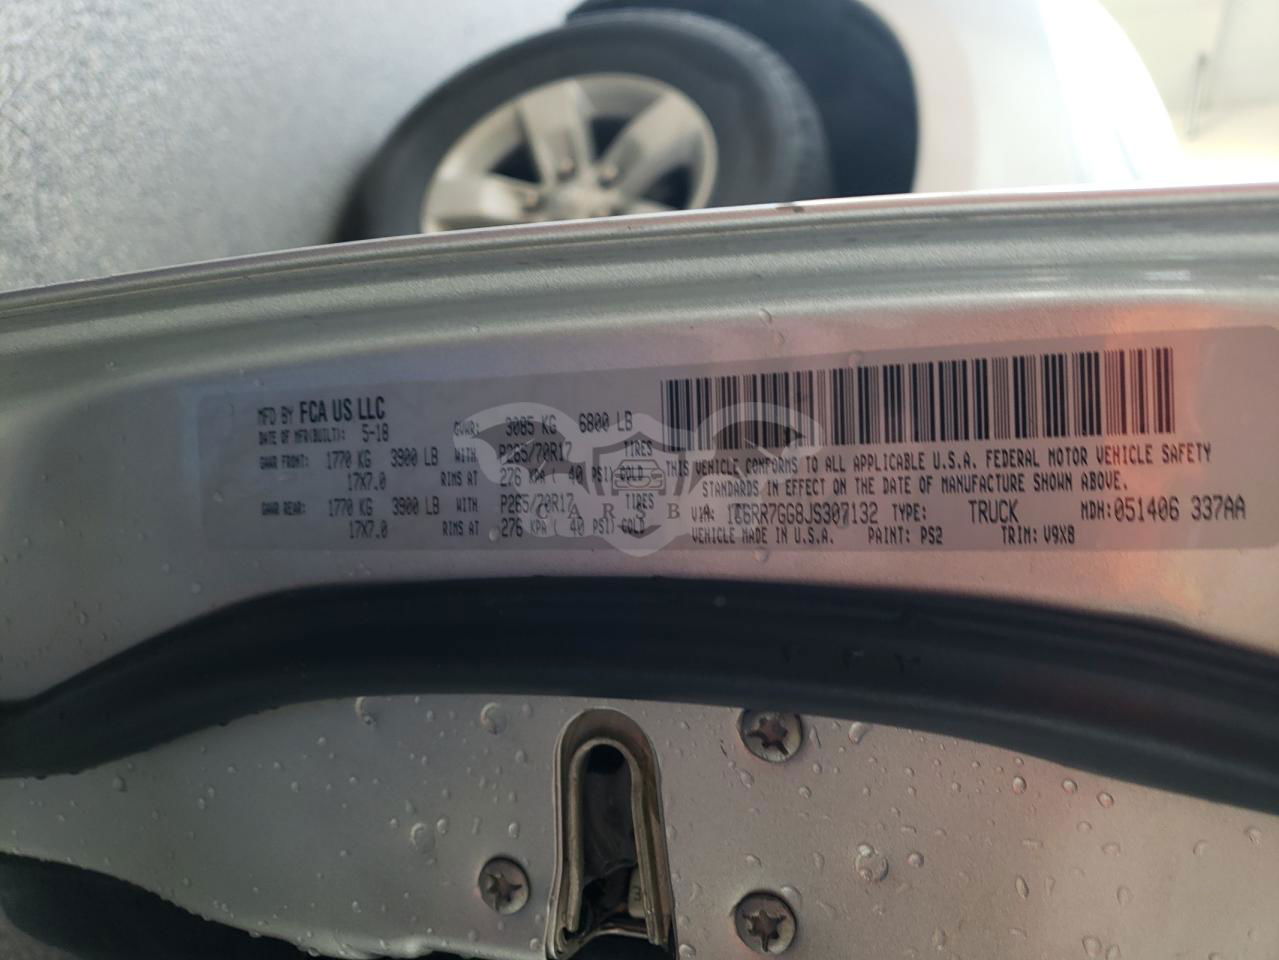 MFD BY FCA US LLC
DATE OF MFR(BUILT): 5-18
GVWR: 3085 KG 6800 LB
GAWR FRONT: 1770 KG 3900 LB WITH P265/70R17 TIRES
17X7.0 RIMS AT 276 KPA ( 40 PSI) COLD
GAWR REAR: 1770 KG 3900 LB WITH P265/70R17 TIRES
17X7.0 RIMS AT 276 KPA ( 40 PSI) COLD
THIS VEHICLE CONFORMS TO ALL APPLICABLE U.S.A. FEDERAL MOTOR VEHICLE SAFETY
STANDARDS IN EFFECT ON THE DATE OF MANUFACTURE SHOWN ABOVE.
VIN: 1C6RR7GG8JS307132 TYPE: TRUCK MDH: 051406 337AA
VEHICLE MADE IN U.S.A. PAINT: PS2 TRIM: V9X8